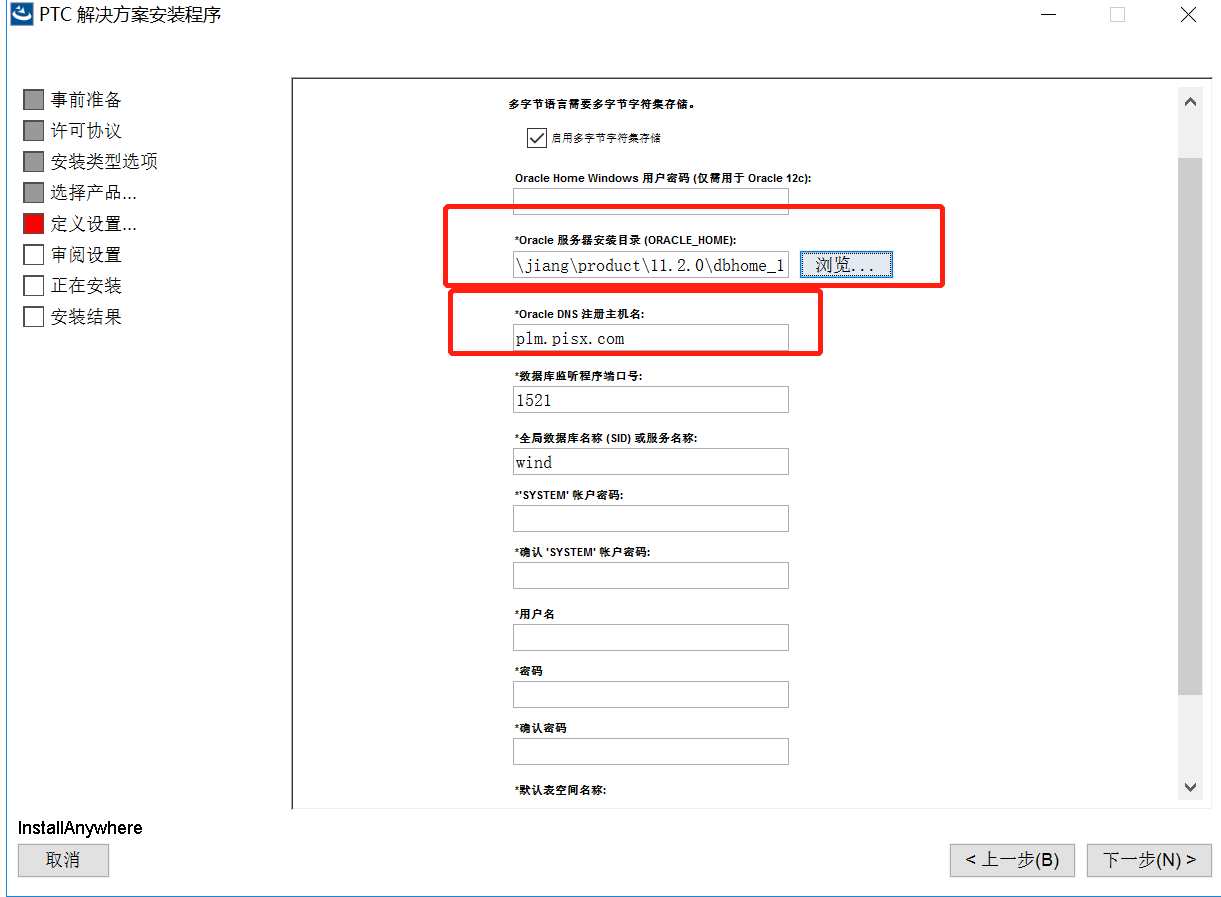 PTC 解决方案安装程序
事前准备
许可协议
安装类型选项
选择产品...
定义设置...
审阅设置
正在安装
安装结果
多字节语言需要多字节字符集存储。
启用多字节字符集存储
Oracle Home Windows 用户密码 (仅需用于 Oracle 12c):
*Oracle 服务器安装目录 (ORACLE_HOME):
\jiang\product\11.2.0\dbhome_1
浏览...
*Oracle DNS 注册主机名:
plm.pisx.com
*数据库监听程序端口号:
1521
*全局数据库名称 (SID) 或服务名称:
wind
*'SYSTEM' 帐户密码:
*确认 'SYSTEM' 帐户密码:
*用户名
*密码
*确认密码
*默认表空间名称:
InstallAnywhere
取消
< 上一步(B)
下一步(N) >